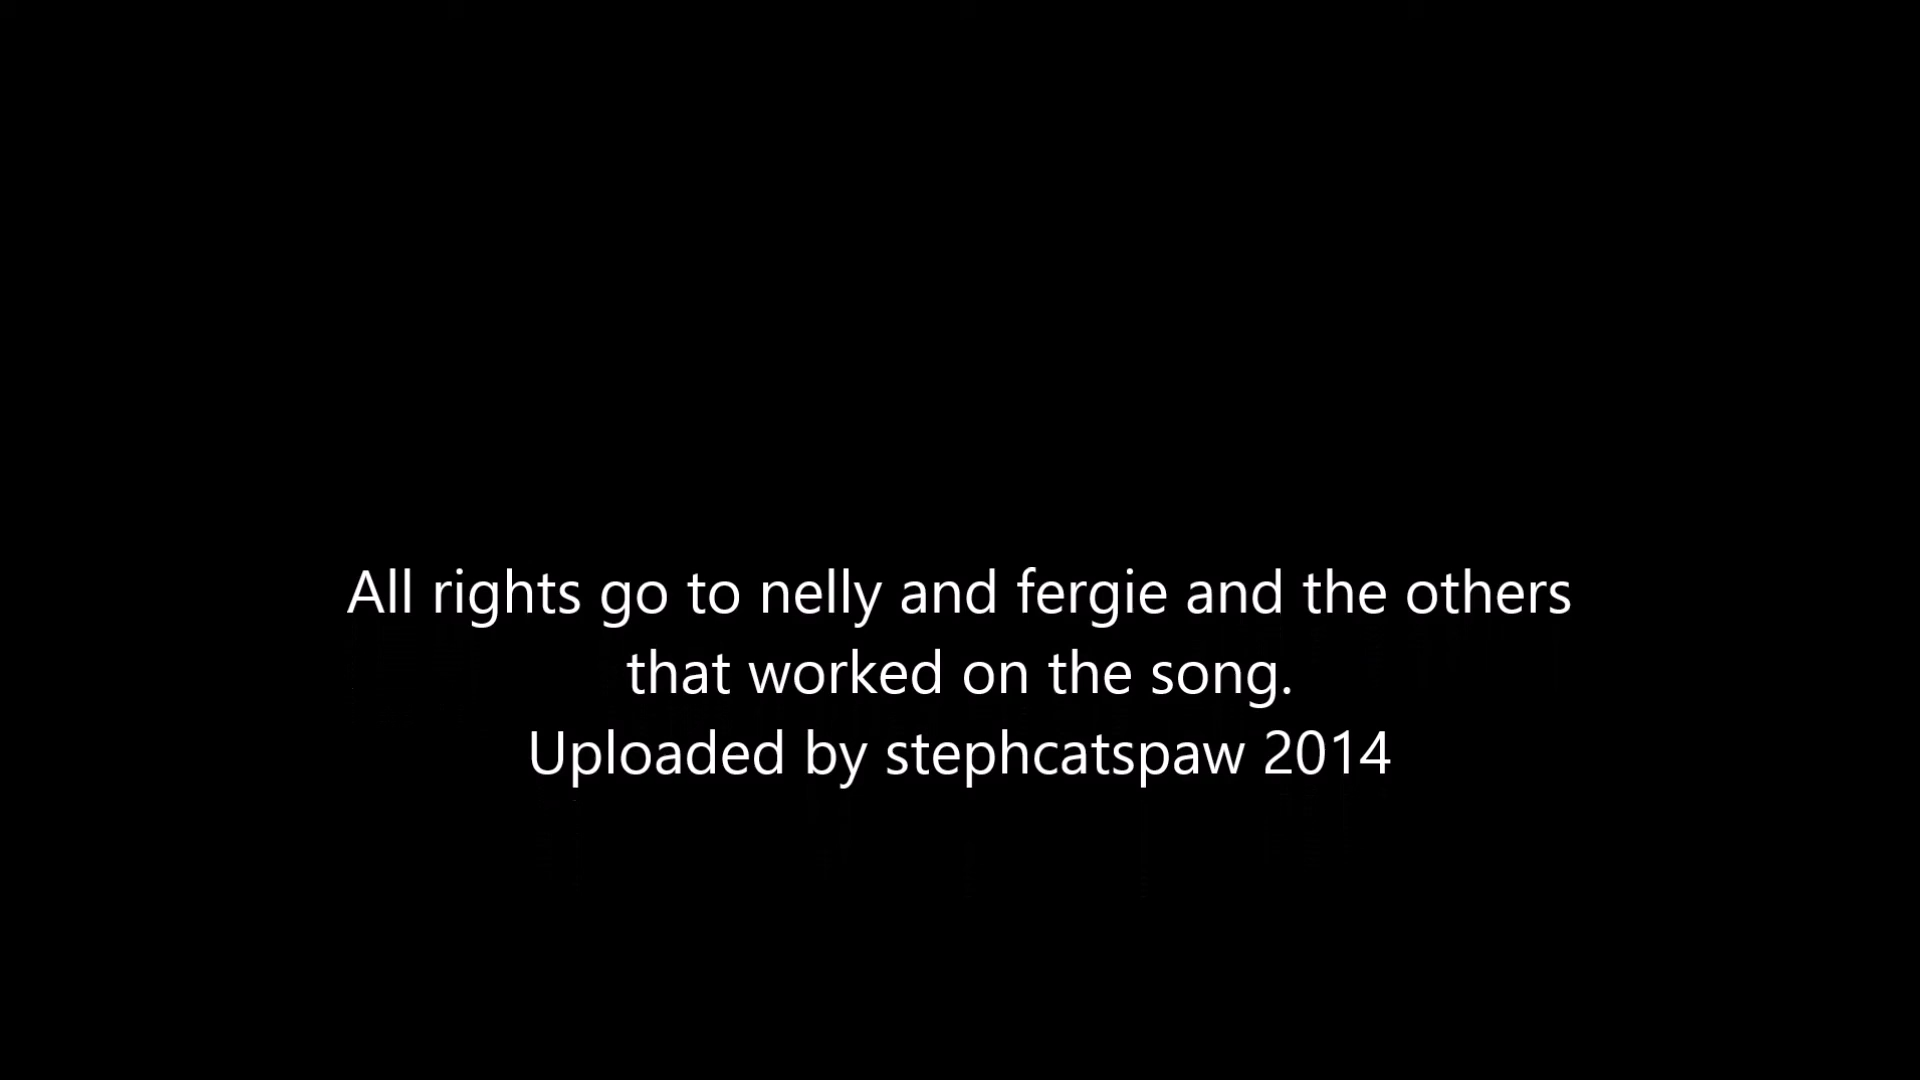 All rights go to nelly and fergie and the others
that worked on the song.
Uploaded by stephcatspaw 2014